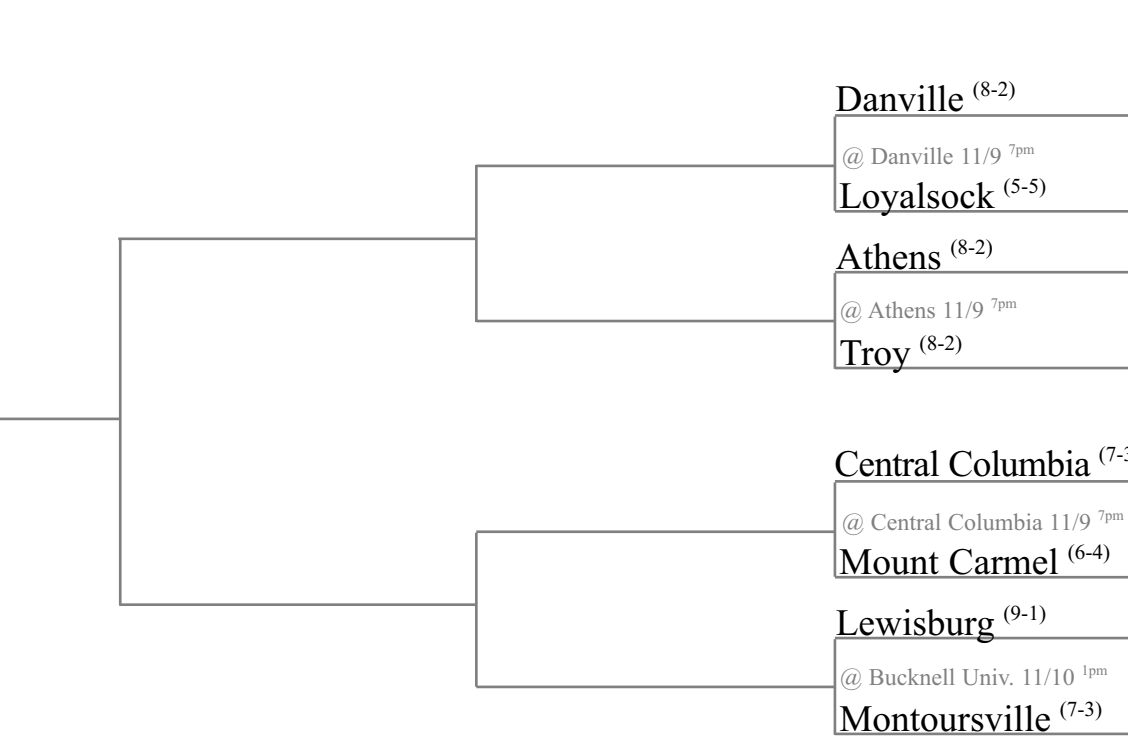 Danville (8-2)
@ Danville 11/9 7pm
Loyalsock (5-5)
Athens (8-2)
@ Athens 11/9 7pm
Troy (8-2)
Central Columbia (7-3
@ Central Columbia 11/9 7pm
Mount Carmel (6-4)
Lewisburg (9-1)
@ Bucknell Univ. 11/10 1pm
Montoursville (7-3)